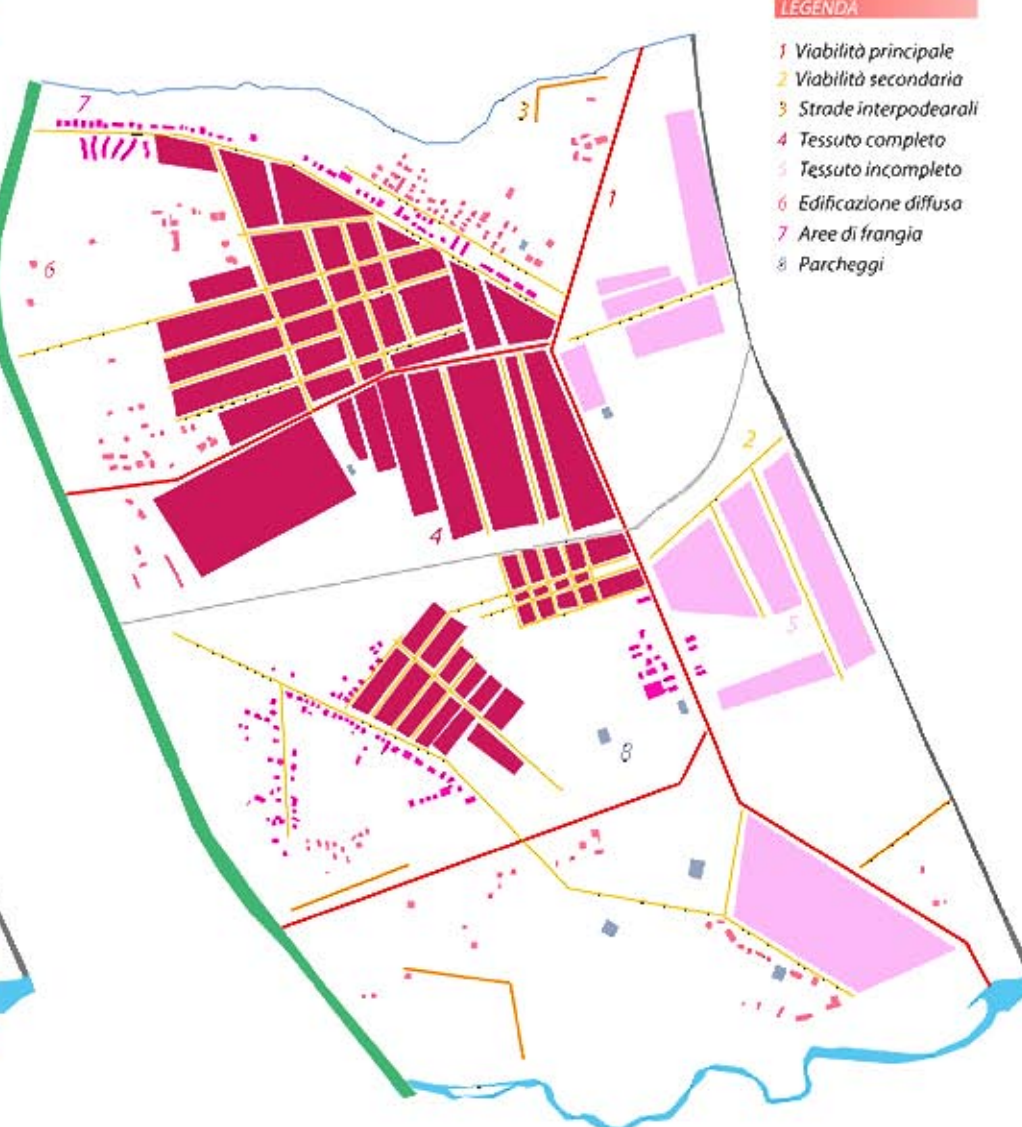 LEGENDA
1 Viabilità principale
2 Viabilità secondaria
3 Strade interpodearali
4 Tessuto completo
5 Tessuto incompleto
6 Edificazione diffusa
7 Aree di frangia
8 Parcheggi
7
3
1
6
2
4
5
8